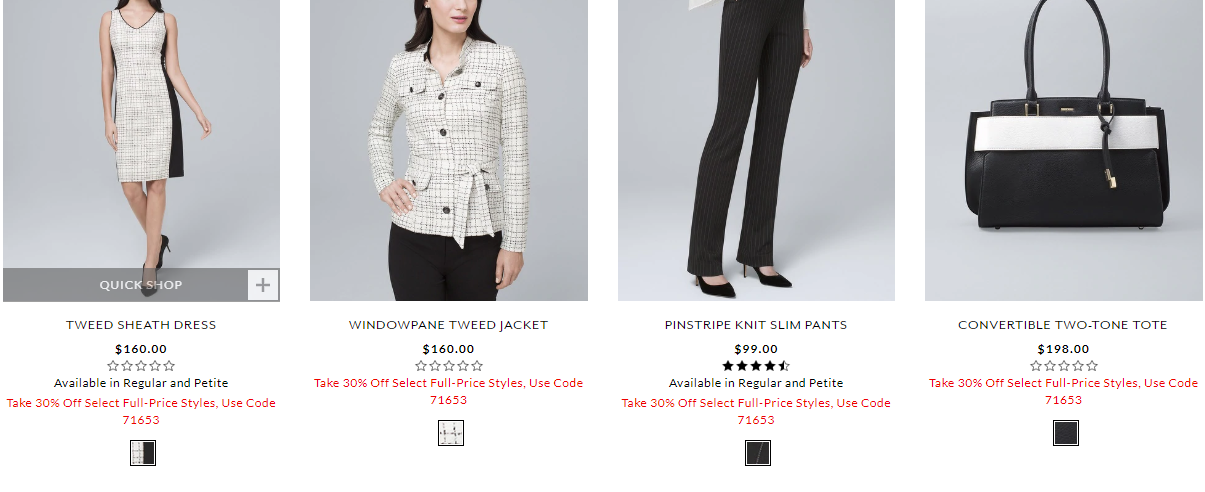 QUICK SHOP
TWEED SHEATH DRESS
$160.00
Available in Regular and Petite
Take 30% Off Select Full-Price Styles, Use Code
71653
WINDOWPANE TWEED JACKET
$160.00
Take 30% Off Select Full-Price Styles, Use Code
71653
PINSTRIPE KNIT SLIM PANTS
$99.00
Available in Regular and Petite
Take 30% Off Select Full-Price Styles, Use Code
71653
CONVERTIBLE TWO-TONE TOTE
$198.00
Take 30% Off Select Full-Price Styles, Use Code
71653